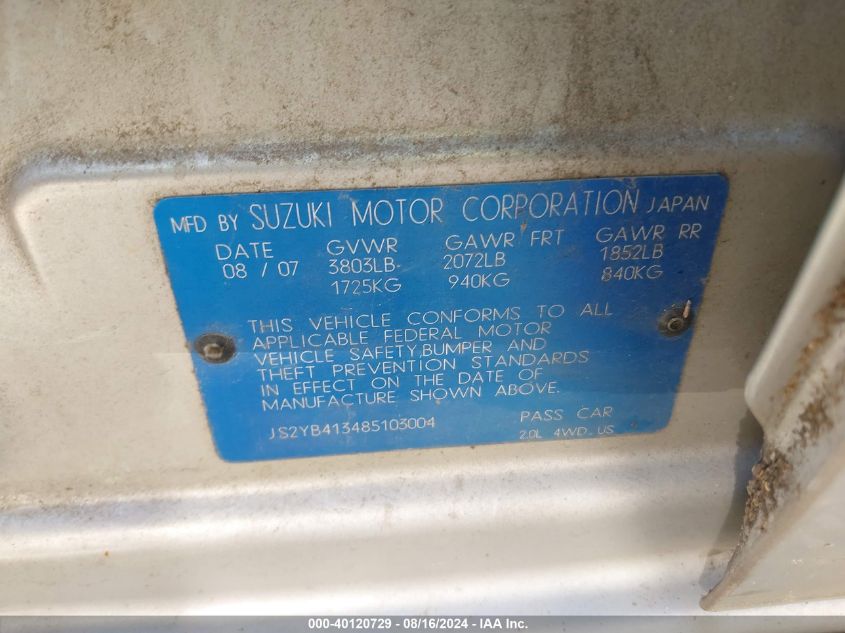 MFD BY SUZUKI MOTOR CORPORATION JAPAN
DATE GVWR GAWR FRT GAWR RR
08 / 07 3803LB 2072LB 1852LB
1725KG 940KG 840KG
THIS VEHICLE CONFORMS TO ALL
APPLICABLE FEDERAL MOTOR
VEHICLE SAFETY,BUMPER AND
THEFT PREVENTION STANDARDS
IN EFFECT ON THE DATE OF
MANUFACTURE SHOWN ABOVE.
JS2YB413485103004 PASS CAR
2.0L 4WD. US
000-40120729 - 08/16/2024 - IAA Inc.